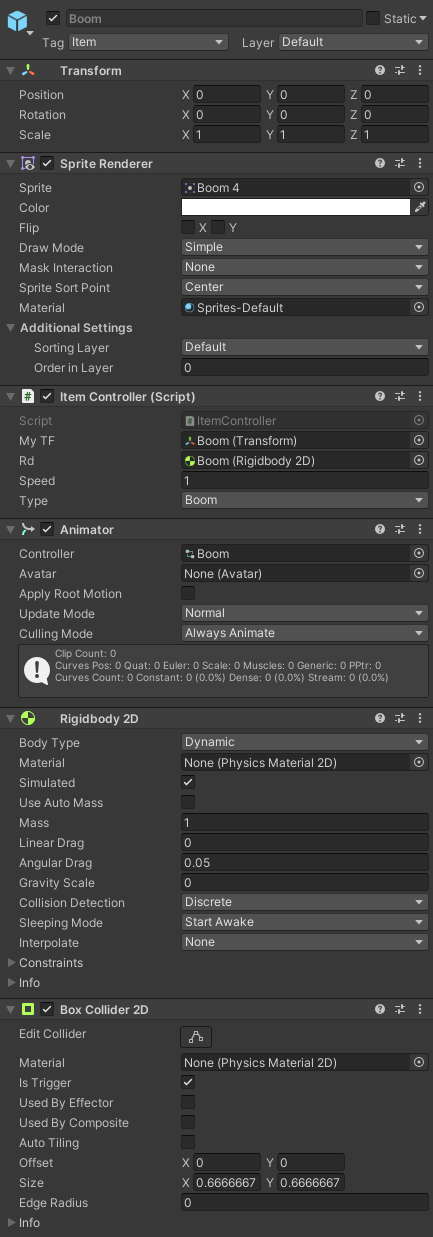 Boom Static
Tag Item Layer Default
Transform
Position X 0 Y 0 Z 0
Rotation X 0 Y 0 Z 0
Scale X 1 Y 1 Z 1
Sprite Renderer
Sprite Boom 4
Color
Flip X Y
Draw Mode Simple
Mask Interaction None
Sprite Sort Point Center
Material Sprites-Default
Additional Settings
Sorting Layer Default
Order in Layer 0
# Item Controller (Script)
Script ItemController
My TF Boom (Transform)
Rd Boom (Rigidbody 2D)
Speed 1
Type Boom
Animator
Controller Boom
Avatar None (Avatar)
Apply Root Motion
Update Mode Normal
Culling Mode Always Animate
Clip Count: 0
Curves Pos: 0 Quat: 0 Euler: 0 Scale: 0 Muscles: 0 Generic: 0 PPtr: 0
Curves Count: 0 Constant: 0 (0.0%) Dense: 0 (0.0%) Stream: 0 (0.0%)
Rigidbody 2D
Body Type Dynamic
Material None (Physics Material 2D)
Simulated
Use Auto Mass
Mass 1
Linear Drag 0
Angular Drag 0.05
Gravity Scale 0
Collision Detection Discrete
Sleeping Mode Start Awake
Interpolate None
Constraints
Info
Box Collider 2D
Edit Collider
Material None (Physics Material 2D)
Is Trigger
Used By Effector
Used By Composite
Auto Tiling
Offset X 0 Y 0
Size X 0.6666667 Y 0.6666667
Edge Radius 0
Info